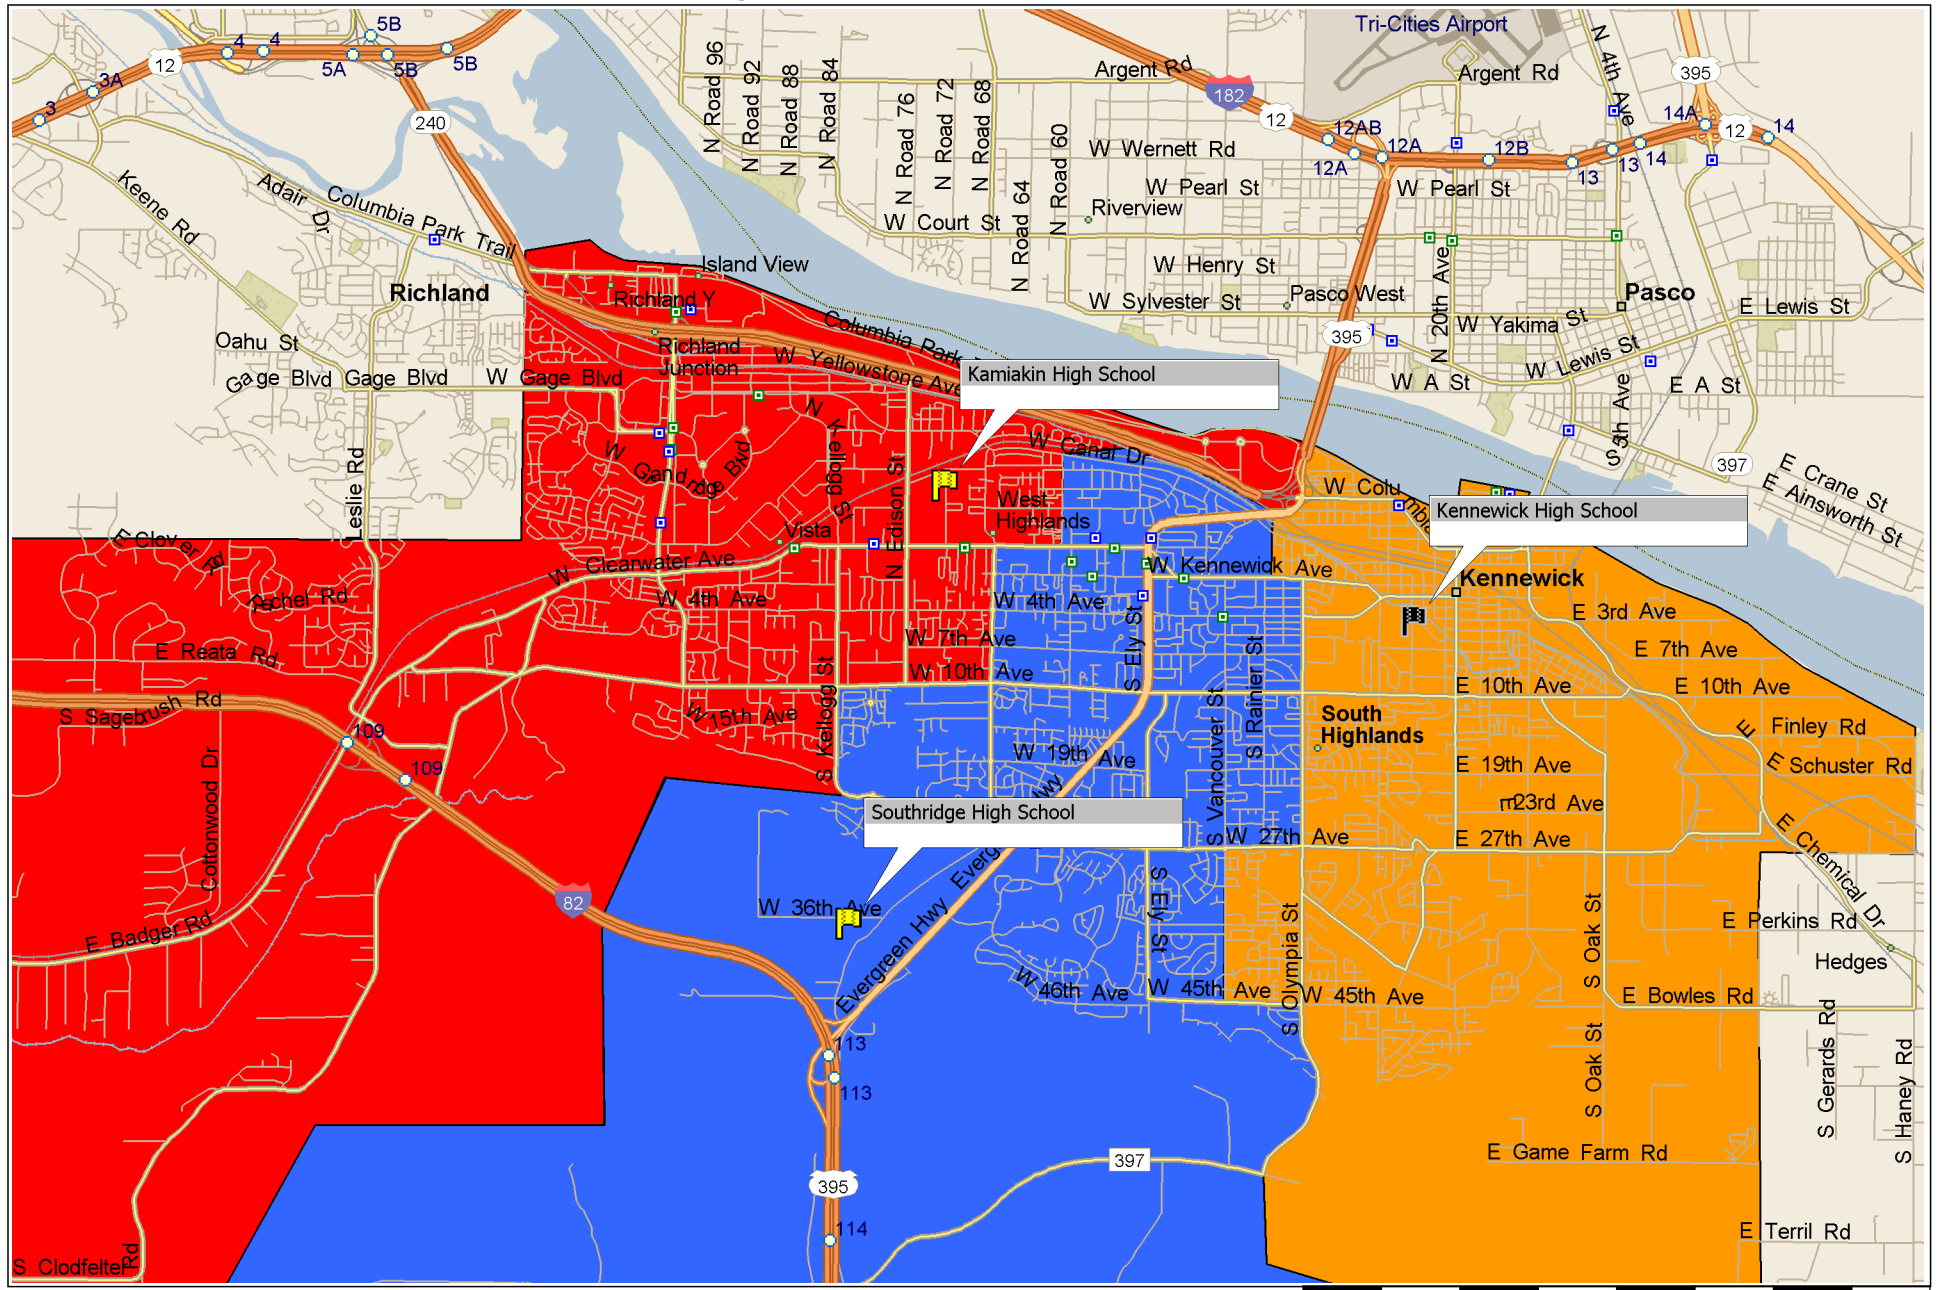 Tri-Cities Airport
5B
4
4
5A
5B
5B
12
3A
3
240
N Road 96
N Road 92
N Road 88
N Road 84
N Road 76
N Road 72
N Road 68
N Road 64
N Road 60
Argent Rd
182
12
Argent Rd
N 4th Ave
395
14A
12
14
12AB
12A
12A
12B
13
13
14
W Wernett Rd
W Pearl St
W Pearl St
Riverview
W Court St
Keene Rd
Adair Dr
Columbia Park Trail
W Henry St
W Sylvester St
Pasco West
N 20th Ave
Pasco
E Lewis St
W Yakima St
W Lewis St
395
W A St
E A St
S 5th Ave
397
E Crane St
E Ainsworth St
Richland
Island View
Richland Y
Richland
Junction
Columbia Park
W Yellowstone Ave
Oahu St
Gage Blvd
Gage Blvd
W Gage Blvd
Kamiakin High School
N Kellogg St
W Canal Dr
Leslie Rd
N Edison St
West
Highlands
Vista
W Clearwater Ave
W Columbia
Kennewick High School
Kennewick
W Kennewick Ave
E Clover Rd
Rachel Rd
W 4th Ave
W 4th Ave
S Ely St
E 3rd Ave
E 7th Ave
E Reata Rd
W 7th Ave
W 10th Ave
E 10th Ave
E 10th Ave
S Rainier St
S Vancouver St
S Kellogg St
W 15th Ave
S Sagebrush Rd
109
109
South
Highlands
E Finley Rd
W 19th Ave
E 19th Ave
E Schuster Rd
E 23rd Ave
Cottonwood Dr
Southridge High School
W 27th Ave
E 27th Ave
E Chemical Dr
82
W 36th Ave
Evergreen Hwy
S Ely St
S Olympia St
S Oak St
E Perkins Rd
Hedges
E Badger Rd
W 46th Ave
W 45th Ave
W 45th Ave
E Bowles Rd
113
113
S Oak St
S Gerards Rd
S Haney Rd
E Game Farm Rd
397
395
114
E Terril Rd
S Clodfelter Rd